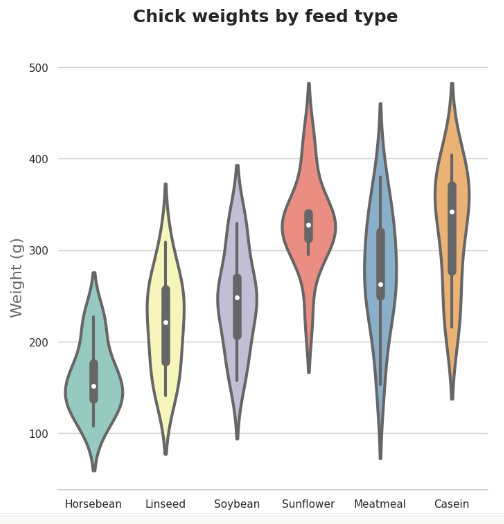 Chick weights by feed type
500
400
300
200
100
Weight (g)
Horsebean Linseed Soybean Sunflower Meatmeal Casein